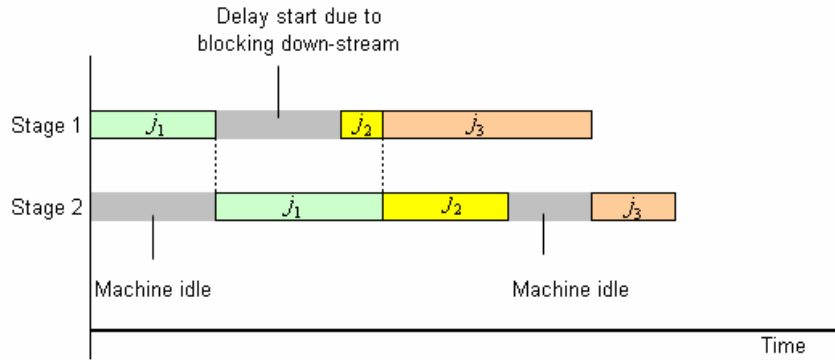 Delay start due to
blocking down-stream
Stage 1
j₁
j₂
j₃
Stage 2
j₁
j₂
j₃
Machine idle
Machine idle
Time